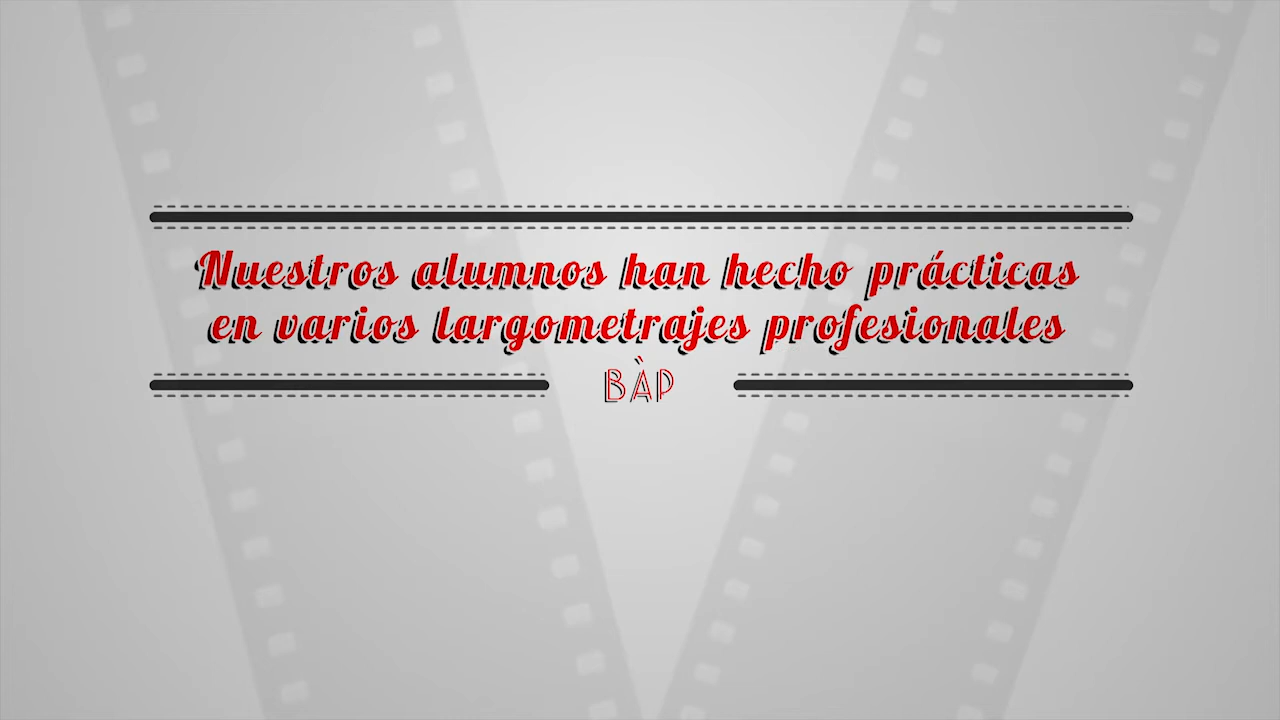 Nuestros alumnos han hecho prácticas
en varios largometrajes profesionales
BÀP